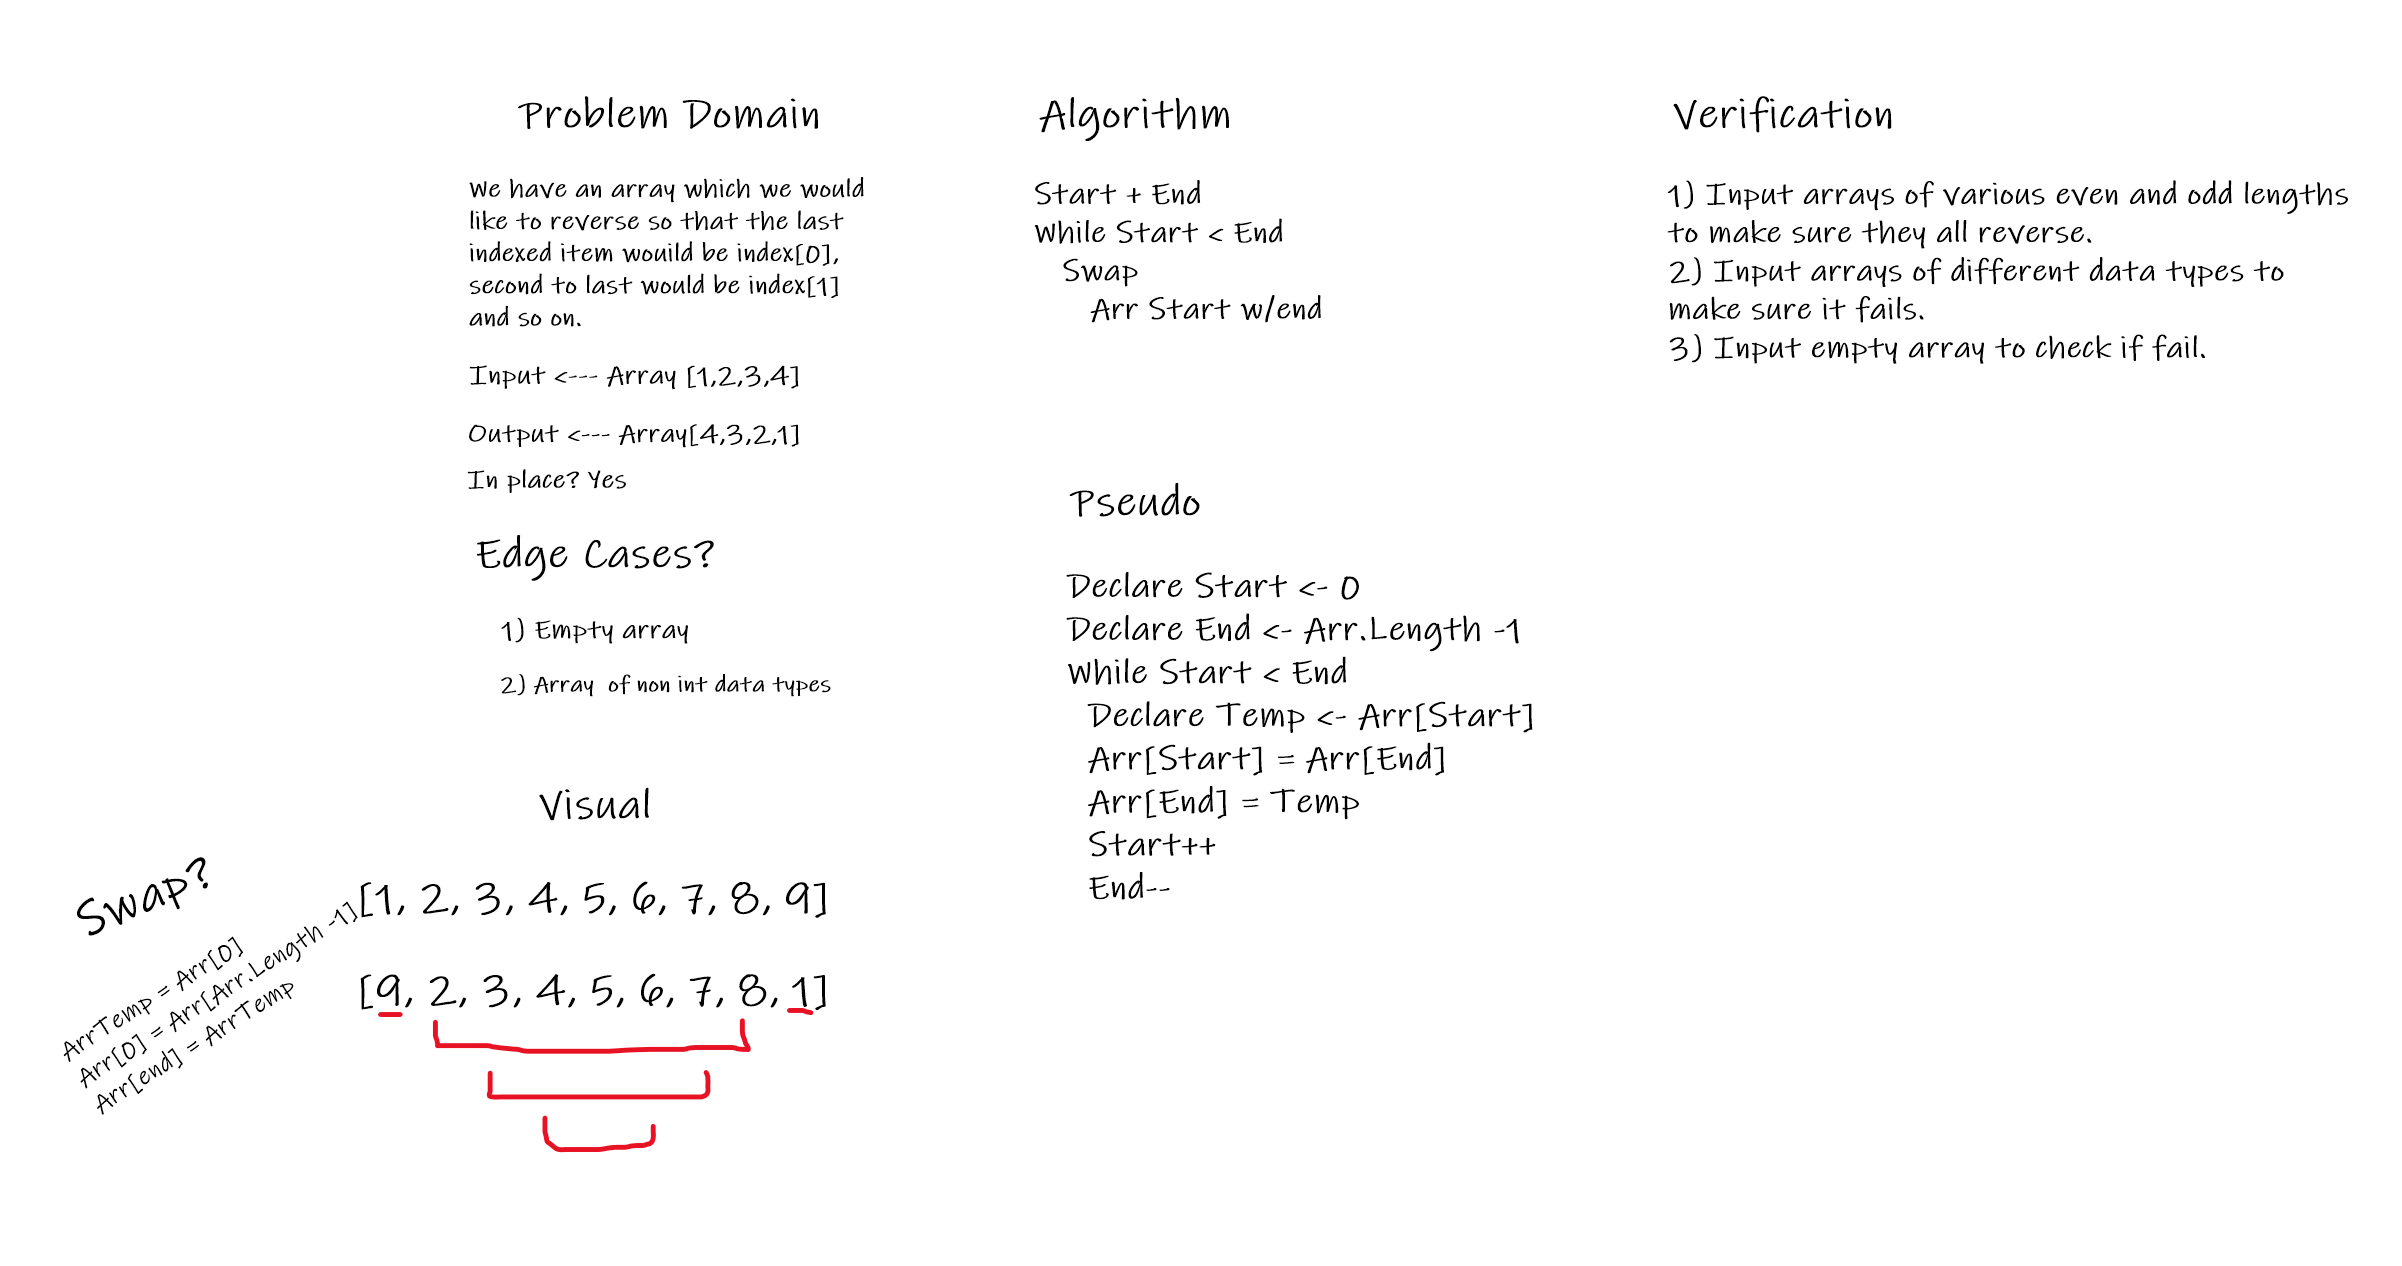 Problem Domain
We have an array which we would
like to reverse so that the last
indexed item wouild be index[0],
second to last would be index[1]
and so on.
Input <--- Array [1,2,3,4]
Output <--- Array[4,3,2,1]
In place? Yes
Edge Cases?
1) Empty array
2) Array of non int data types
Visual
[1, 2, 3, 4, 5, 6, 7, 8, 9]
[9, 2, 3, 4, 5, 6, 7, 8, 1]
Swap?
ArrTemp = Arr[0]
Arr[0] = Arr[Arr.Length -1]
Arr[end] = ArrTemp
Algorithm
Start + End
While Start < End
Swap
Arr Start w/end
Pseudo
Declare Start <- 0
Declare End <- Arr.Length -1
While Start < End
Declare Temp <- Arr[Start]
Arr[Start] = Arr[End]
Arr[End] = Temp
Start++
End--
Verification
1) Input arrays of various even and odd lengths
to make sure they all reverse.
2) Input arrays of different data types to
make sure it fails.
3) Input empty array to check if fail.